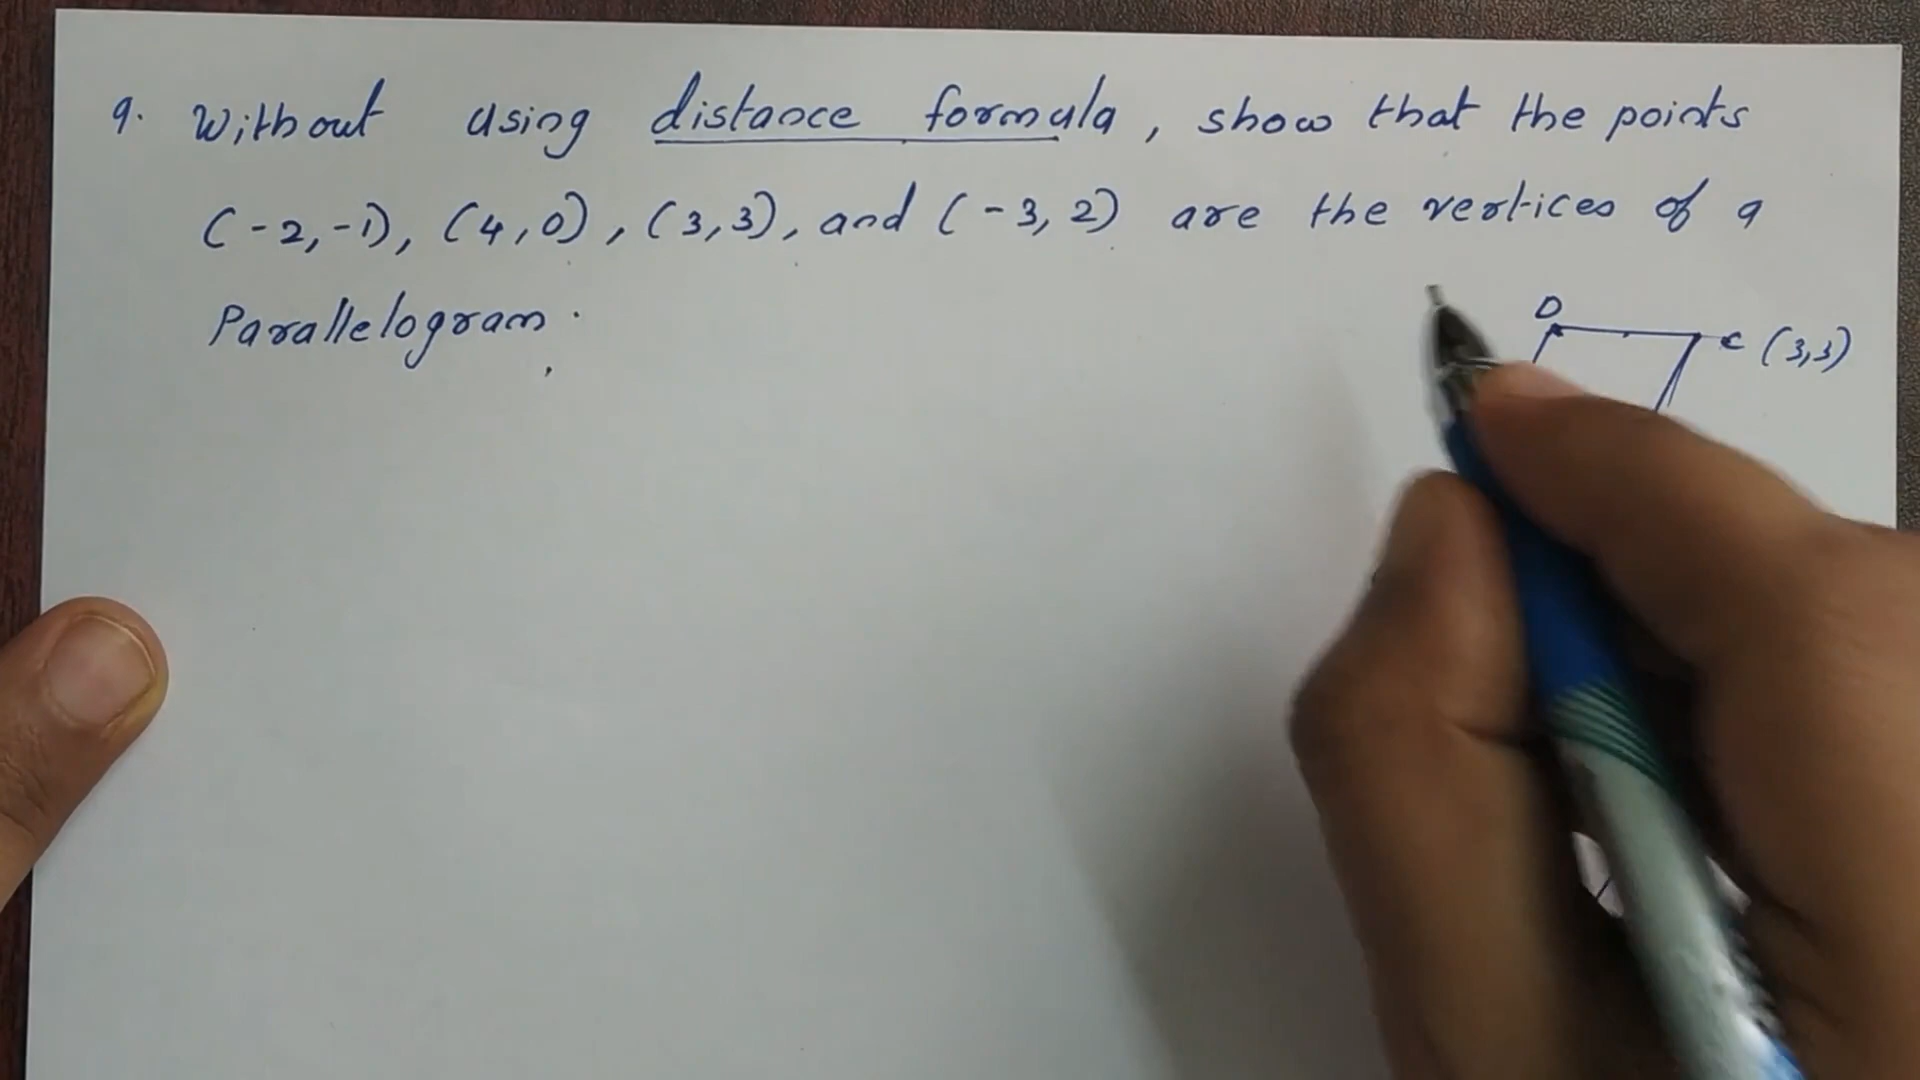 9. Without using distance formula, show that the points
(-2,-1), (4,0), (3,3), and (-3,2) are the vertices of a
Parallelogram.
D
C (3,3)